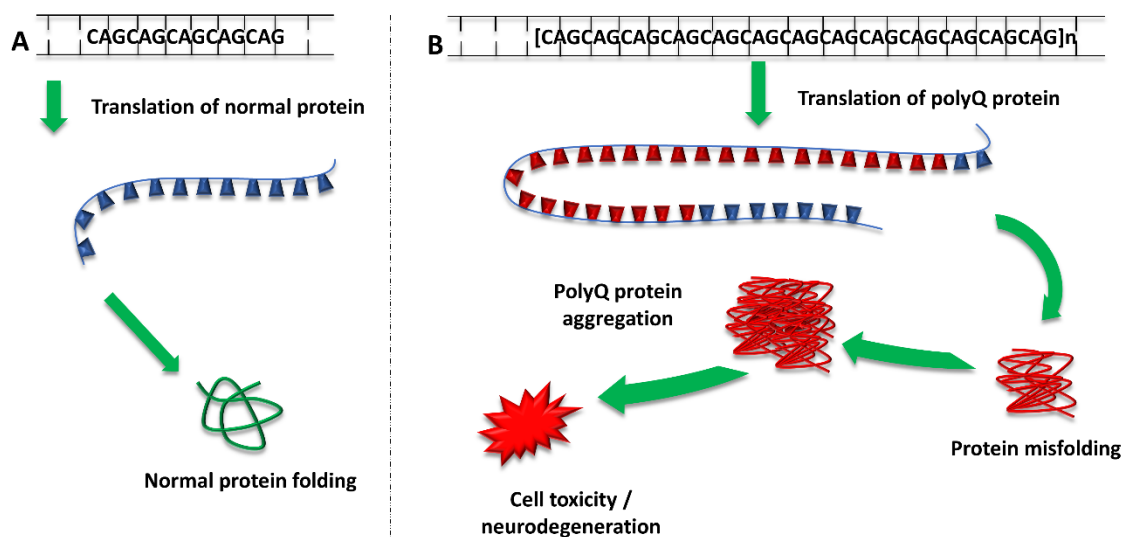 A
CAGCAGCAGCAGCAG
Translation of normal protein
Normal protein folding
B
[CAGCAGCAGCAGCAGCAGCAGCAGCAGCAGCAGCAGCAG]n
Translation of polyQ protein
PolyQ protein
aggregation
Protein misfolding
Cell toxicity /
neurodegeneration